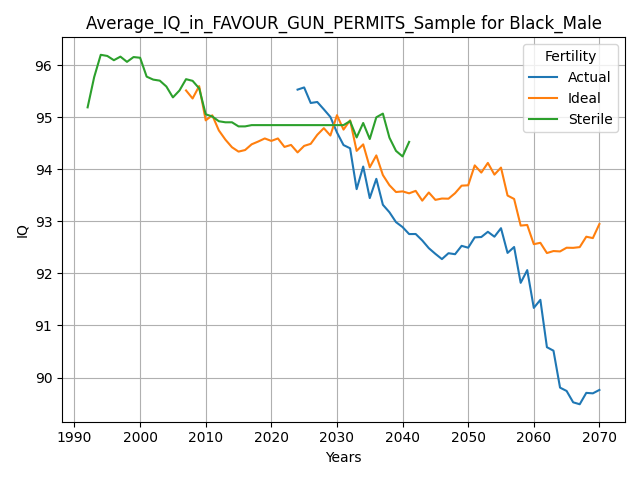 Average_IQ_in_FAVOUR_GUN_PERMITS_Sample for Black_Male
Fertility
Actual
Ideal
Sterile
IQ
96
95
94
93
92
91
90
1990
2000
2010
2020
2030
2040
2050
2060
2070
Years